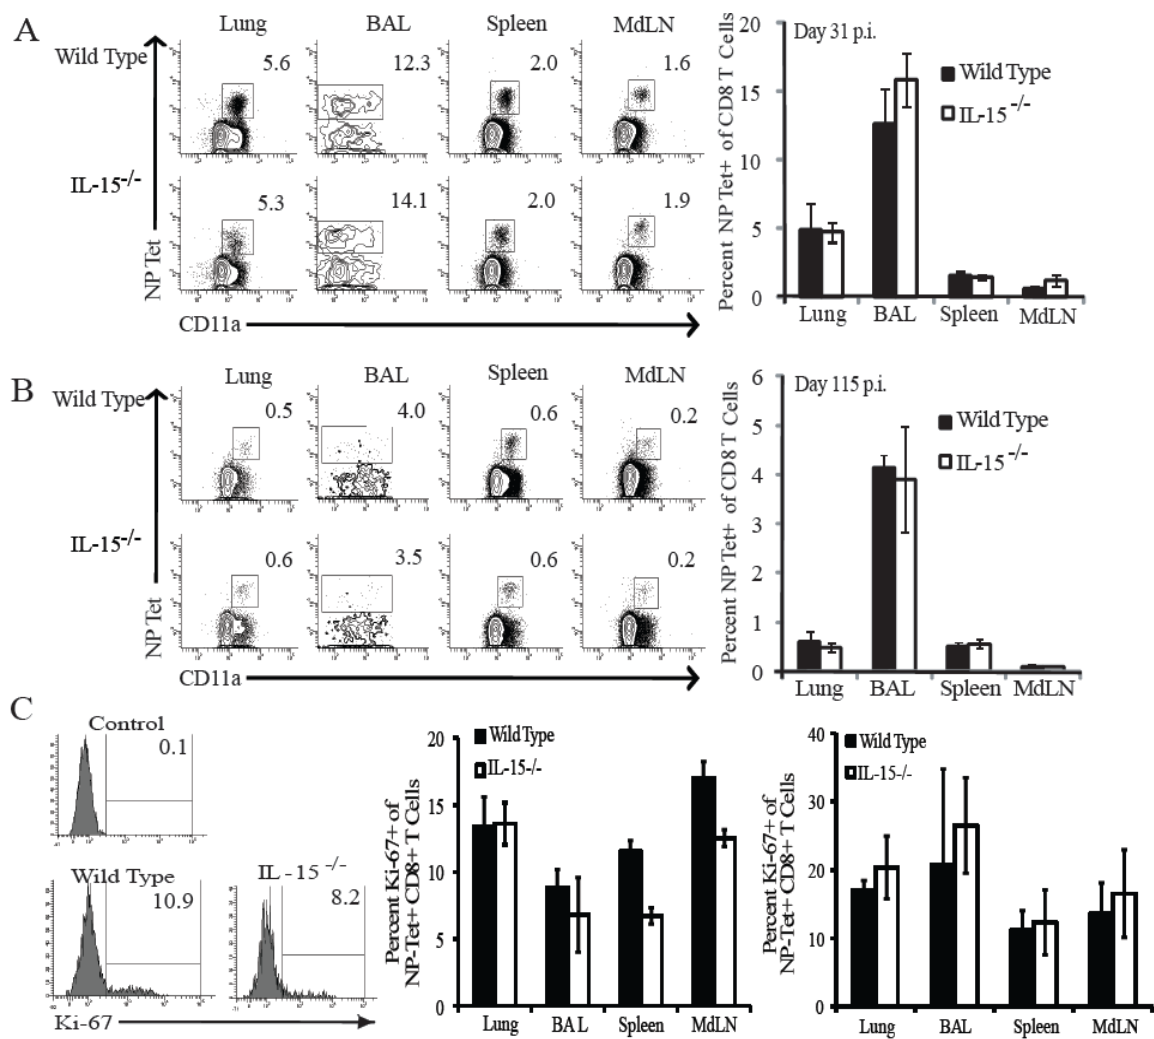 A
Lung BAL Spleen MdLN
Wild Type
5.6 12.3 2.0 1.6
IL-15-/-
5.3 14.1 2.0 1.9
NP Tet
CD11a
Percent NP Tet+ of CD8 T Cells
Day 31 p.i.
Wild Type
IL-15 -/-
20
15
10
5
0
Lung BAL Spleen MdLN
B
Lung BAL Spleen MdLN
Wild Type
0.5 4.0 0.6 0.2
IL-15-/-
0.6 3.5 0.6 0.2
NP Tet
CD11a
Percent NP Tet+ of CD8 T Cells
Day 115 p.i.
Wild Type
IL-15 -/-
6
5
4
3
2
1
0
Lung BAL Spleen MdLN
C
Control
0.1
Wild Type
10.9
IL-15 -/-
8.2
Ki-67
Percent Ki-67+ of
NP-Tet+ CD8+ T Cells
Wild Type
IL-15-/-
20
15
10
5
0
Lung BAL Spleen MdLN
Percent Ki-67+ of
NP-Tet+ CD8+ T Cells
Wild Type
IL-15-/-
40
30
20
10
0
Lung BAL Spleen MdLN